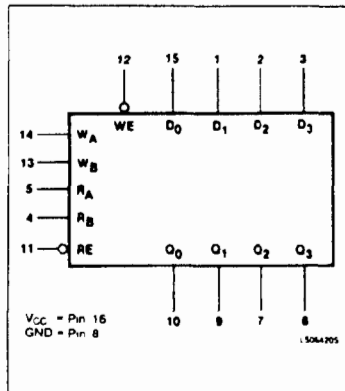 12 15 1 2 3
WE D0 D1 D2 D3
14 WA
13 WB
5 RA
4 RB
11 RE Q0 Q1 Q2 Q3
VCC = Pin 16
GND = Pin 8
10 9 7 6
LS06420S